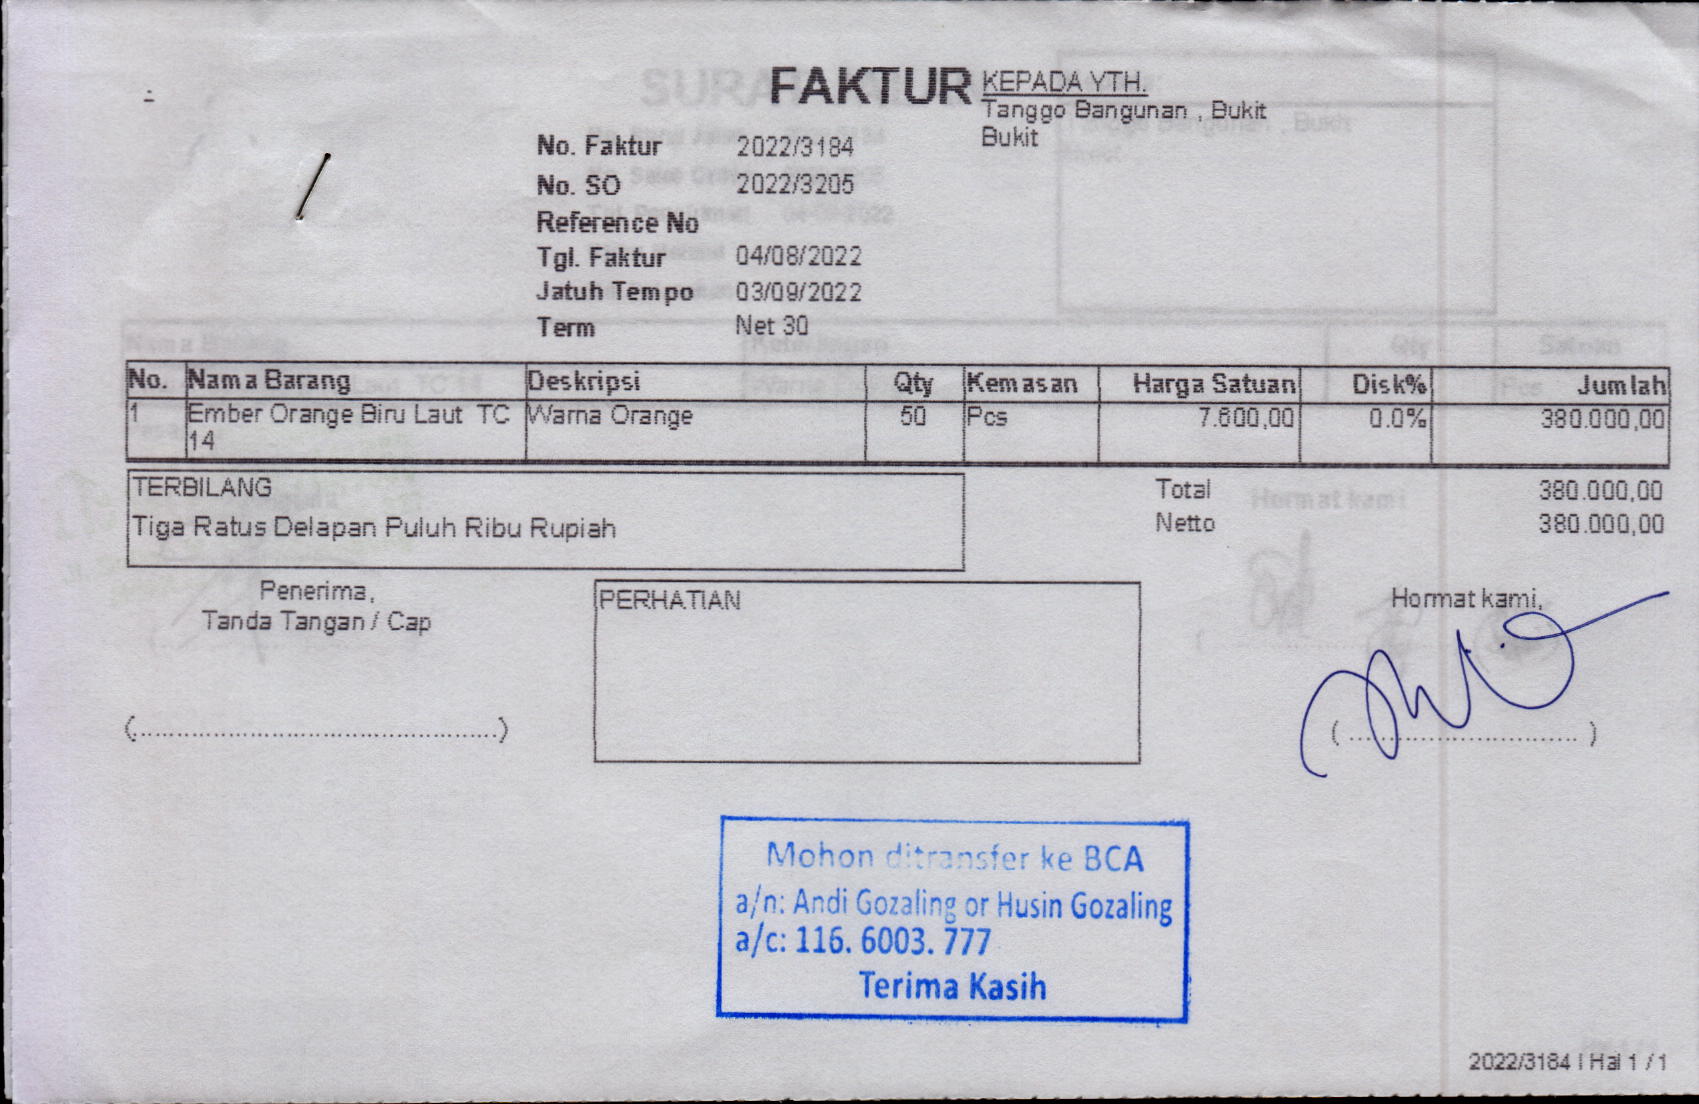 FAKTUR
KEPADA YTH.
Tanggo Bangunan , Bukit
Bukit
No. Faktur 2022/3184
No. SO 2022/3205
Reference No
Tgl. Faktur 04/08/2022
Jatuh Tempo 03/09/2022
Term Net 30
No. Nama Barang Deskripsi Qty Kemasan Harga Satuan Disk% Jumlah
1 Ember Orange Biru Laut TC Warna Orange 50 Pcs 7.600,00 0.0% 380.000,00
14
TERBILANG
Tiga Ratus Delapan Puluh Ribu Rupiah
Total 380.000,00
Netto 380.000,00
Penerima,
Tanda Tangan / Cap
PERHATIAN
Hormat kami,
(............................................)
( ............................ )
Mohon ditransfer ke BCA
a/n: Andi Gozaling or Husin Gozaling
a/c: 116. 6003. 777
Terima Kasih
2022/3184 | Hal 1 / 1